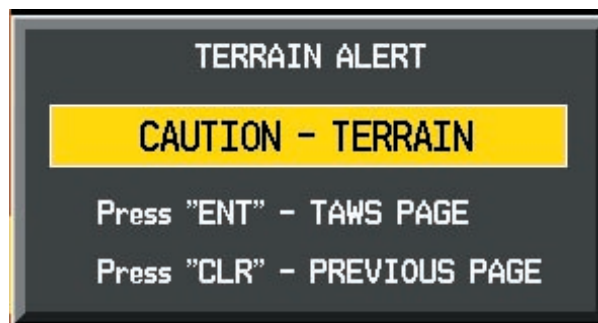 TERRAIN ALERT
CAUTION - TERRAIN
Press "ENT" - TAWS PAGE
Press "CLR" - PREVIOUS PAGE